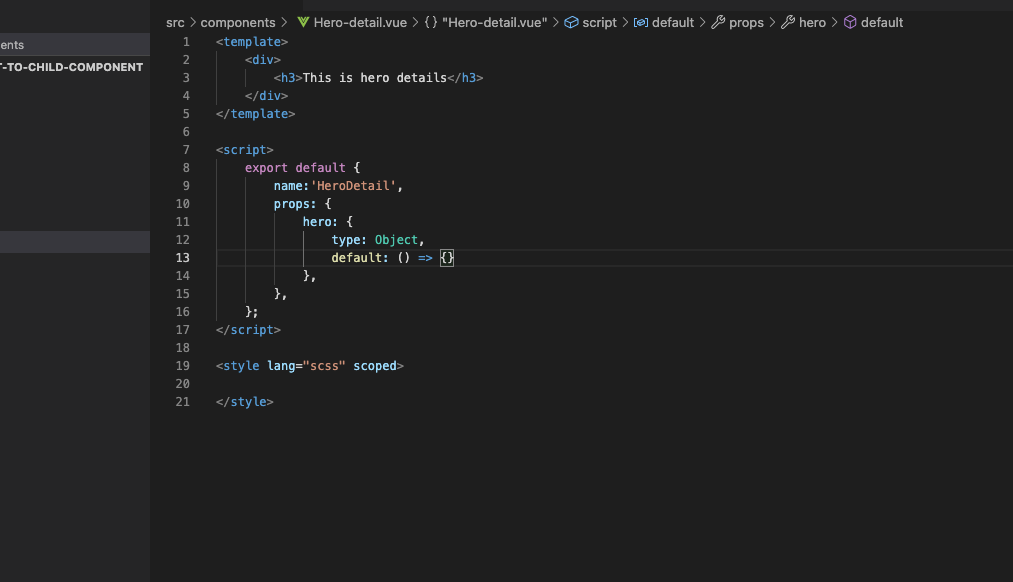 src > components > Hero-detail.vue > {} "Hero-detail.vue" > script > default > props > hero > default
ents
T-TO-CHILD-COMPONENT
1 <template>
2 <div>
3 <h3>This is hero details</h3>
4 </div>
5 </template>
6
7 <script>
8 export default {
9 name:'HeroDetail',
10 props: {
11 hero: {
12 type: Object,
13 default: () => {}
14 },
15 },
16 };
17 </script>
18
19 <style lang="scss" scoped>
20
21 </style>